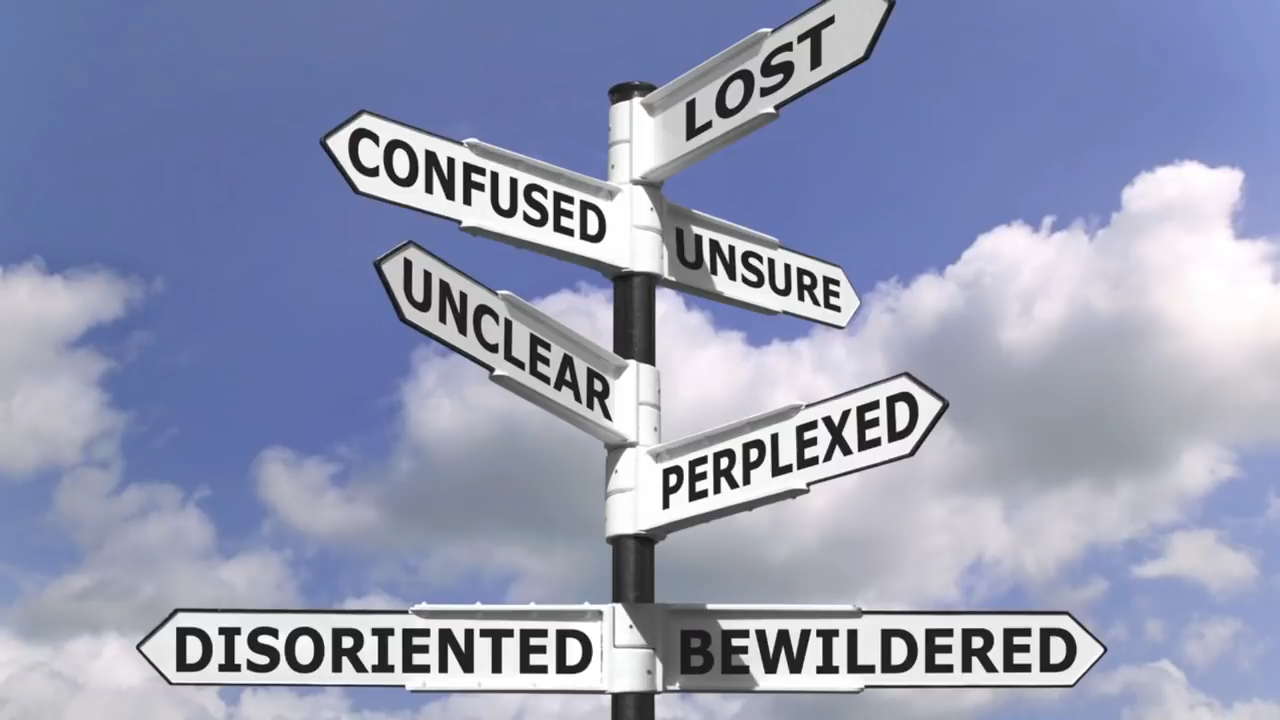 LOST
CONFUSED
UNSURE
UNCLEAR
PERPLEXED
DISORIENTED
BEWILDERED